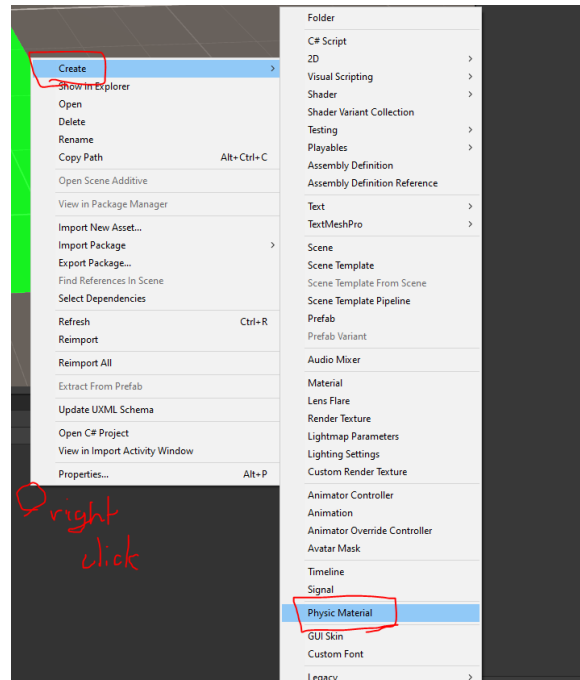 Create
Show in Explorer
Open
Delete
Rename
Copy Path Alt+Ctrl+C
Open Scene Additive
View in Package Manager
Import New Asset...
Import Package
Export Package...
Find References In Scene
Select Dependencies
Refresh Ctrl+R
Reimport
Reimport All
Extract From Prefab
Update UXML Schema
Open C# Project
View in Import Activity Window
Properties... Alt+P
right
click
Folder
C# Script
2D
Visual Scripting
Shader
Shader Variant Collection
Testing
Playables
Assembly Definition
Assembly Definition Reference
Text
TextMeshPro
Scene
Scene Template
Scene Template From Scene
Scene Template Pipeline
Prefab
Prefab Variant
Audio Mixer
Material
Lens Flare
Render Texture
Lightmap Parameters
Lighting Settings
Custom Render Texture
Animator Controller
Animation
Animator Override Controller
Avatar Mask
Timeline
Signal
Physic Material
GUI Skin
Custom Font
Legacy